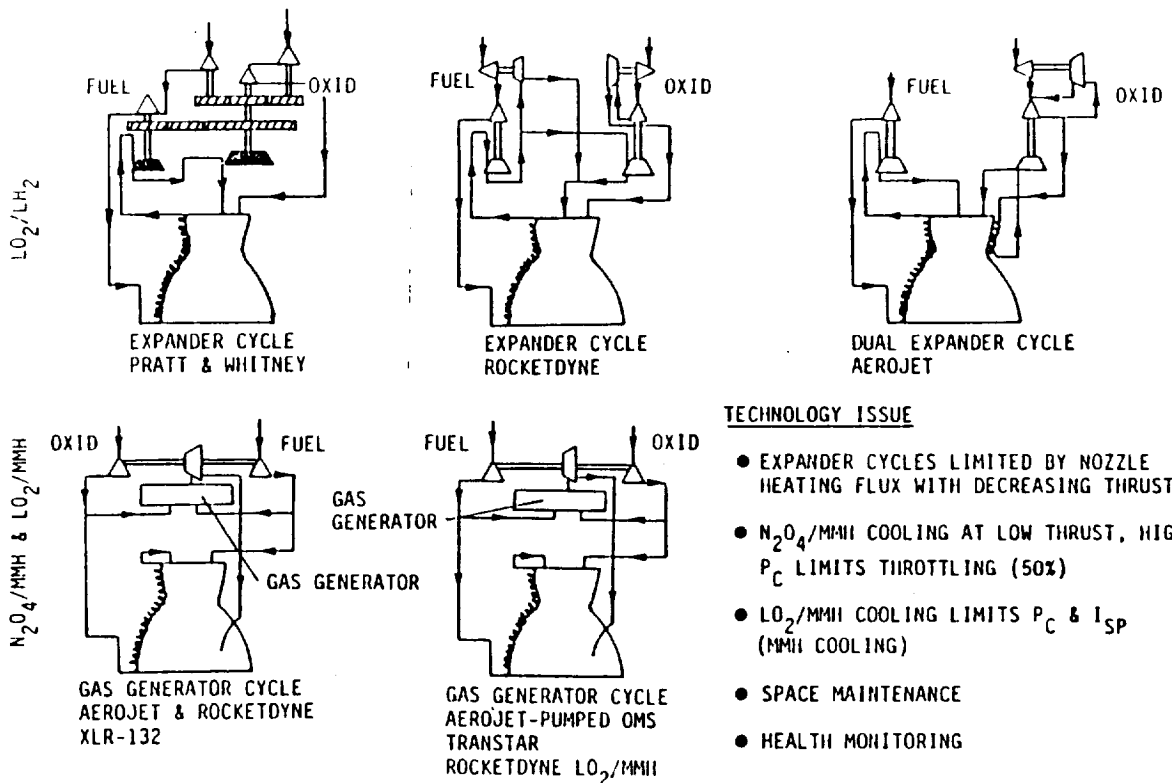 LO2/LH2
FUEL
OXID
EXPANDER CYCLE
PRATT & WHITNEY
EXPANDER CYCLE
ROCKETDYNE
FUEL
OXID
DUAL EXPANDER CYCLE
AEROJET
N2O4/MMH & LO2/MMH
OXID
FUEL
GAS GENERATOR
GAS GENERATOR CYCLE
AEROJET & ROCKETDYNE
XLR-132
FUEL
OXID
GAS
GENERATOR
GAS GENERATOR CYCLE
AEROJET-PUMPED OMS
TRANSTAR
ROCKETDYNE LO2/MMH
TECHNOLOGY ISSUE
● EXPANDER CYCLES LIMITED BY NOZZLE
HEATING FLUX WITH DECREASING THRUST
● N2O4/MMH COOLING AT LOW THRUST, HIG
PC LIMITS THROTTLING (50%)
● LO2/MMH COOLING LIMITS PC & ISP
(MMH COOLING)
● SPACE MAINTENANCE
● HEALTH MONITORING